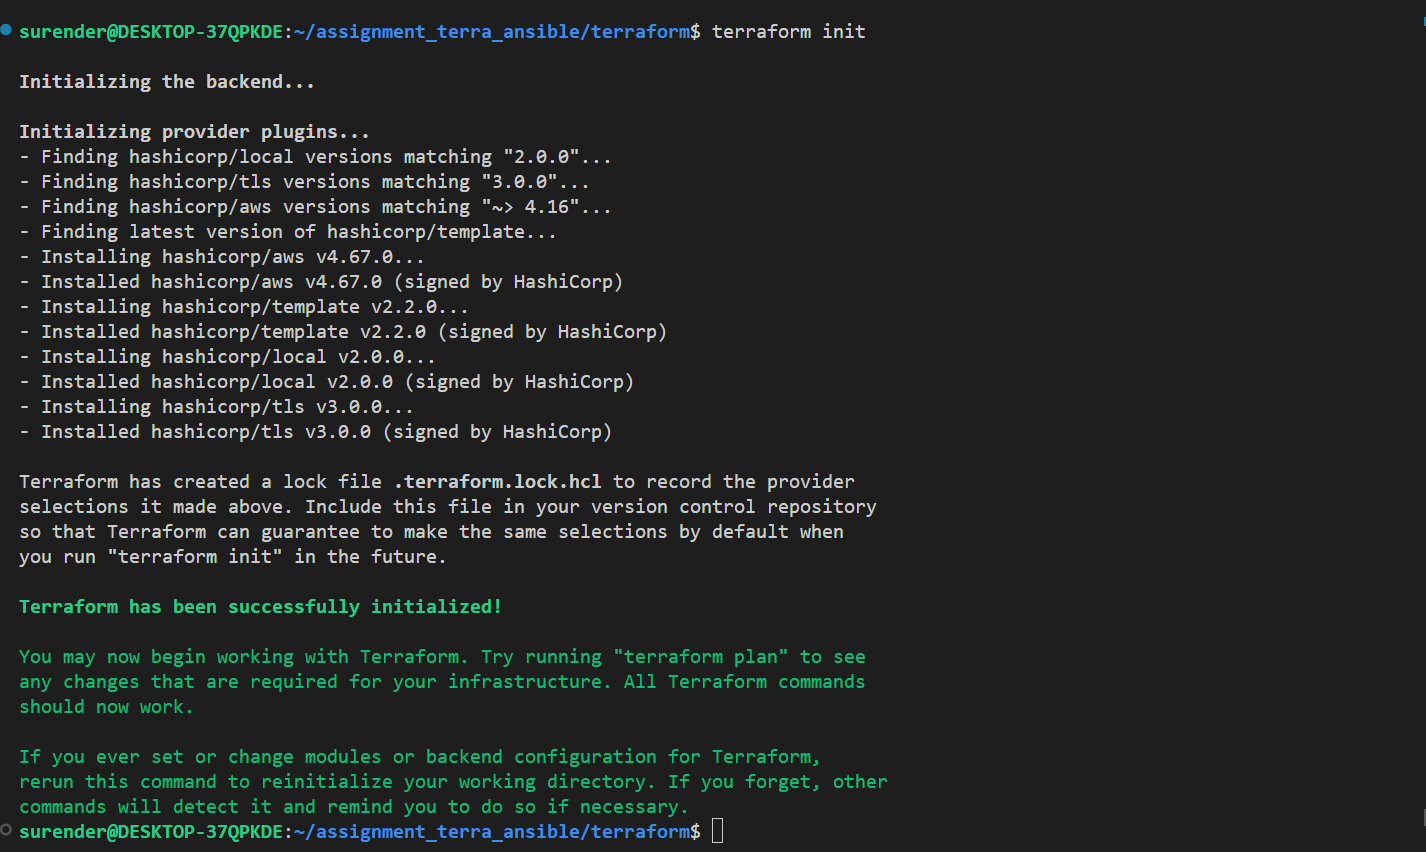 surender@DESKTOP-37QPKDE:~/assignment_terra_ansible/terraform$ terraform init
Initializing the backend...
Initializing provider plugins...
- Finding hashicorp/local versions matching "2.0.0"...
- Finding hashicorp/tls versions matching "3.0.0"...
- Finding hashicorp/aws versions matching "~> 4.16"...
- Finding latest version of hashicorp/template...
- Installing hashicorp/aws v4.67.0...
- Installed hashicorp/aws v4.67.0 (signed by HashiCorp)
- Installing hashicorp/template v2.2.0...
- Installed hashicorp/template v2.2.0 (signed by HashiCorp)
- Installing hashicorp/local v2.0.0...
- Installed hashicorp/local v2.0.0 (signed by HashiCorp)
- Installing hashicorp/tls v3.0.0...
- Installed hashicorp/tls v3.0.0 (signed by HashiCorp)
Terraform has created a lock file .terraform.lock.hcl to record the provider
selections it made above. Include this file in your version control repository
so that Terraform can guarantee to make the same selections by default when
you run "terraform init" in the future.
Terraform has been successfully initialized!
You may now begin working with Terraform. Try running "terraform plan" to see
any changes that are required for your infrastructure. All Terraform commands
should now work.
If you ever set or change modules or backend configuration for Terraform,
rerun this command to reinitialize your working directory. If you forget, other
commands will detect it and remind you to do so if necessary.
surender@DESKTOP-37QPKDE:~/assignment_terra_ansible/terraform$